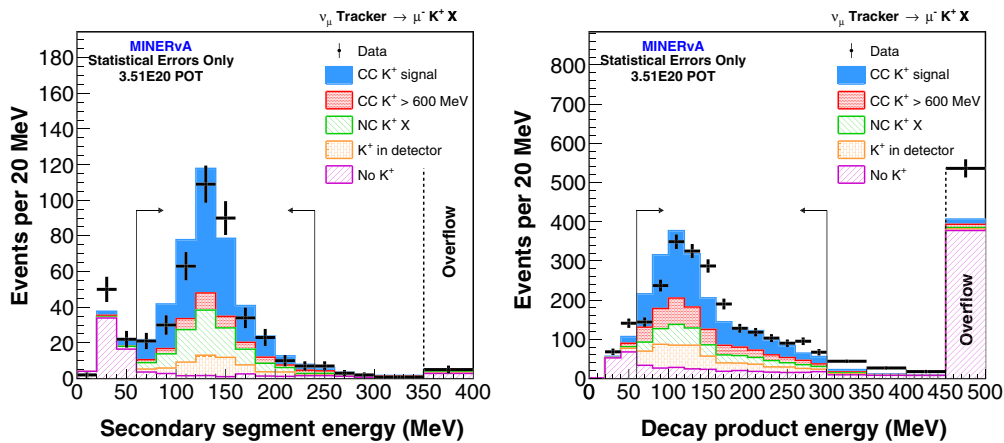 ν_μ Tracker → μ⁻ K⁺ X
MINERνA
Statistical Errors Only
3.51E20 POT
Data
CC K⁺ signal
CC K⁺ > 600 MeV
NC K⁺ X
K⁺ in detector
No K⁺
Overflow
Events per 20 MeV
180
160
140
120
100
80
60
40
20
0
0 50 100 150 200 250 300 350 400
Secondary segment energy (MeV)
ν_μ Tracker → μ⁻ K⁺ X
MINERνA
Statistical Errors Only
3.51E20 POT
Data
CC K⁺ signal
CC K⁺ > 600 MeV
NC K⁺ X
K⁺ in detector
No K⁺
Overflow
Events per 20 MeV
800
700
600
500
400
300
200
100
0
0 50 100 150 200 250 300 350 400 450 500
Decay product energy (MeV)